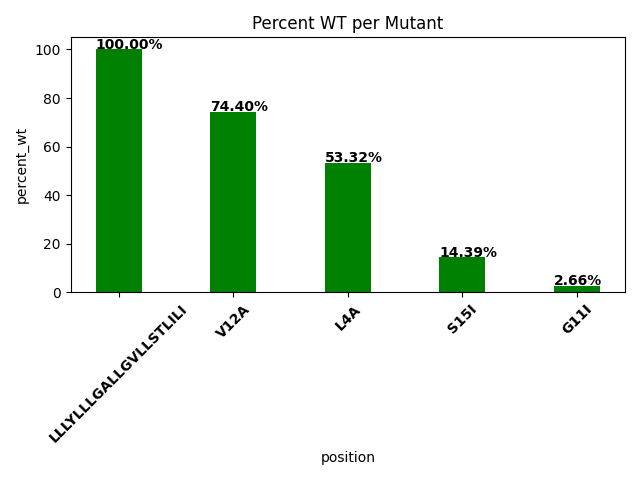 Percent WT per Mutant
percent_wt
100
80
60
40
20
0
100.00%
74.40%
53.32%
14.39%
2.66%
LLLYLLLGALLGVLLSTLILI
V12A
L4A
S15I
G11I
position